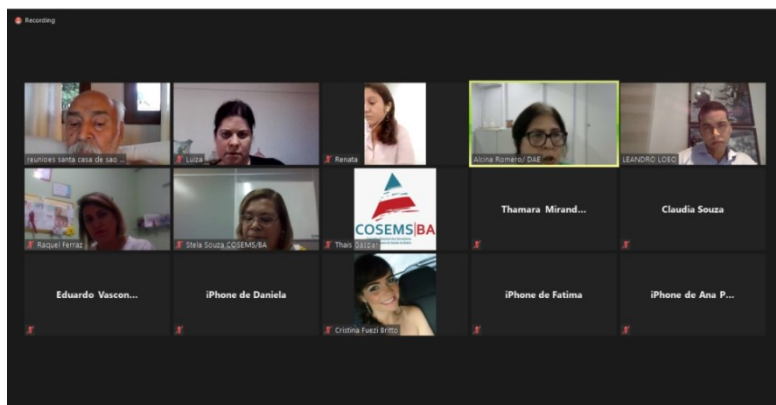 Recording
reunioes santa casa de sao ...
Luiza
Renata
Alcina Romero/ DAE
LEANDRO LOBO
Raquel Ferraz
Stela Souza COSEMS/BA
COSEMS BA
Thais Gaspar
Thamara Mirand...
Claudia Souza
Eduardo Vascon...
iPhone de Daniela
Cristina Fuezi Britto
iPhone de Fatima
iPhone de Ana P...